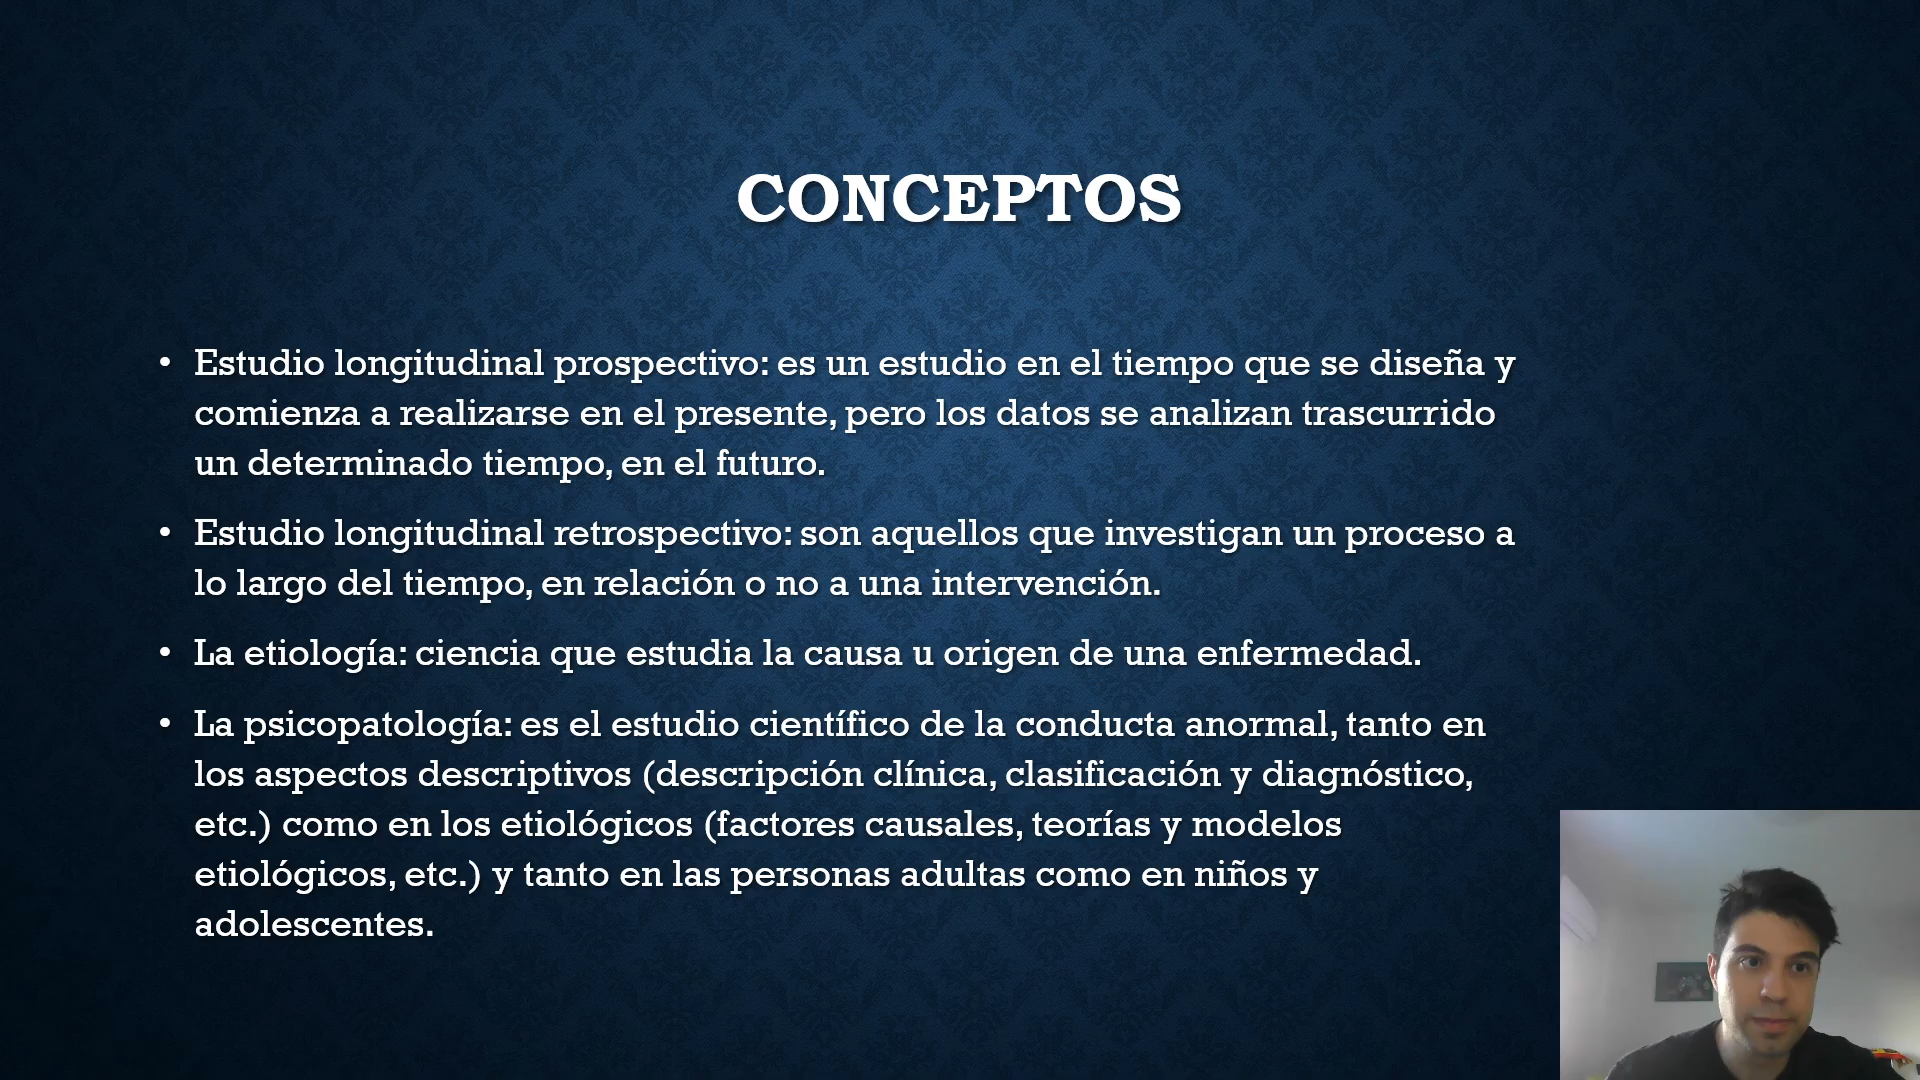 CONCEPTOS
• Estudio longitudinal prospectivo: es un estudio en el tiempo que se diseña y
comienza a realizarse en el presente, pero los datos se analizan trascurrido
un determinado tiempo, en el futuro.
• Estudio longitudinal retrospectivo: son aquellos que investigan un proceso a
lo largo del tiempo, en relación o no a una intervención.
• La etiología: ciencia que estudia la causa u origen de una enfermedad.
• La psicopatología: es el estudio científico de la conducta anormal, tanto en
los aspectos descriptivos (descripción clínica, clasificación y diagnóstico,
etc.) como en los etiológicos (factores causales, teorías y modelos
etiológicos, etc.) y tanto en las personas adultas como en niños y
adolescentes.